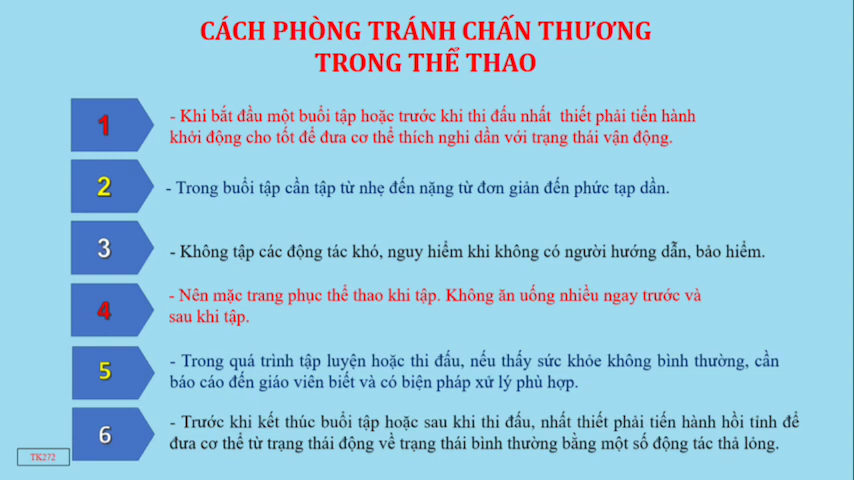 CÁCH PHÒNG TRÁNH CHẤN THƯƠNG
TRONG THỂ THAO
1
- Khi bắt đầu một buổi tập hoặc trước khi thi đấu nhất thiết phải tiến hành
khởi động cho tốt để đưa cơ thể thích nghi dần với trạng thái vận động.
2
- Trong buổi tập cần tập từ nhẹ đến nặng từ đơn giản đến phức tạp dần.
3
- Không tập các động tác khó, nguy hiểm khi không có người hướng dẫn, bảo hiểm.
4
- Nên mặc trang phục thể thao khi tập. Không ăn uống nhiều ngay trước và
sau khi tập.
5
- Trong quá trình tập luyện hoặc thi đấu, nếu thấy sức khỏe không bình thường, cần
báo cáo đến giáo viên biết và có biện pháp xử lý phù hợp.
6
- Trước khi kết thúc buổi tập hoặc sau khi thi đấu, nhất thiết phải tiến hành hồi tỉnh để
đưa cơ thể từ trạng thái động về trạng thái bình thường bằng một số động tác thả lỏng.
TK272